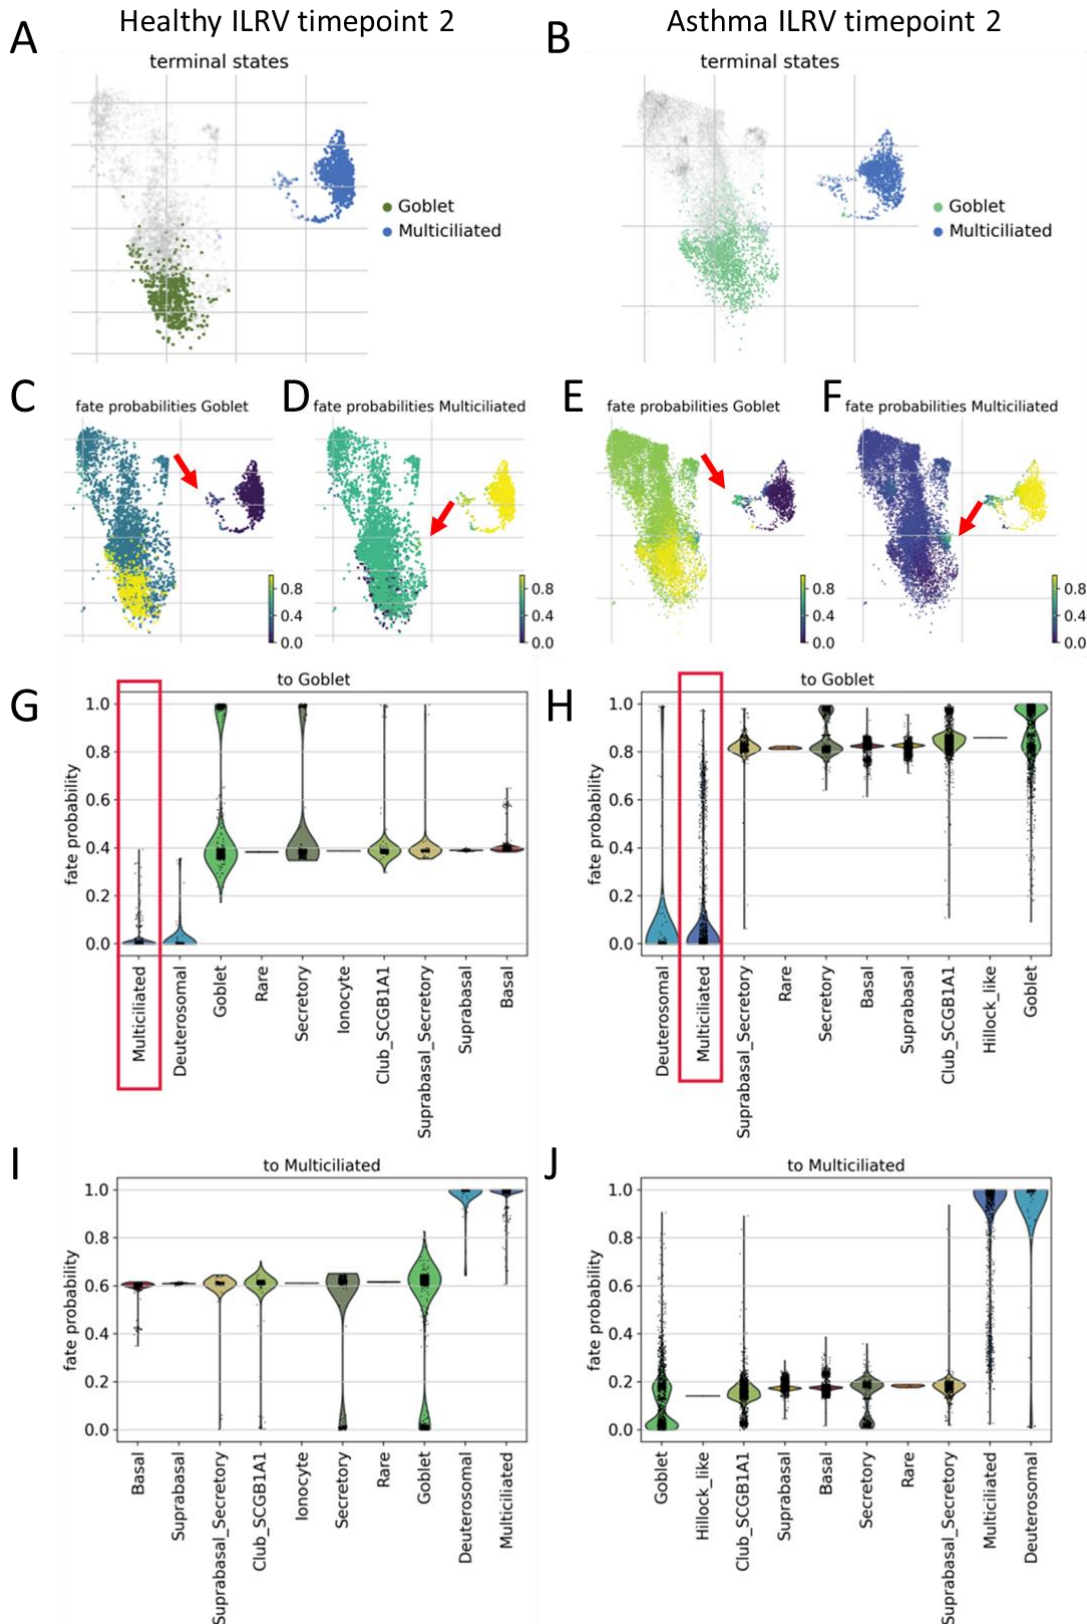 A
Healthy ILRV timepoint 2
B
Asthma ILRV timepoint 2
terminal states
terminal states
Goblet
Multiciliated
Goblet
Multiciliated
C
fate probabilities Goblet
D
fate probabilities Multiciliated
E
fate probabilities Goblet
F
fate probabilities Multiciliated
0.8
0.4
0.0
0.8
0.4
0.0
0.8
0.4
0.0
0.8
0.4
0.0
G
to Goblet
fate probability
1.0
0.8
0.6
0.4
0.2
0.0
Multiciliated
Deuterosomal
Goblet
Rare
Secretory
Ionocyte
Club_SCGB1A1
Suprabasal_Secretory
Suprabasal
Basal
H
to Goblet
fate probability
1.0
0.8
0.6
0.4
0.2
0.0
Deuterosomal
Multiciliated
Suprabasal_Secretory
Rare
Secretory
Basal
Suprabasal
Club_SCGB1A1
Hillock_like
Goblet
I
to Multiciliated
fate probability
1.0
0.8
0.6
0.4
0.2
0.0
Basal
Suprabasal
Suprabasal_Secretory
Club_SCGB1A1
Ionocyte
Secretory
Rare
Goblet
Deuterosomal
Multiciliated
J
to Multiciliated
fate probability
1.0
0.8
0.6
0.4
0.2
0.0
Goblet
Hillock_like
Club_SCGB1A1
Suprabasal
Basal
Secretory
Rare
Suprabasal_Secretory
Multiciliated
Deuterosomal